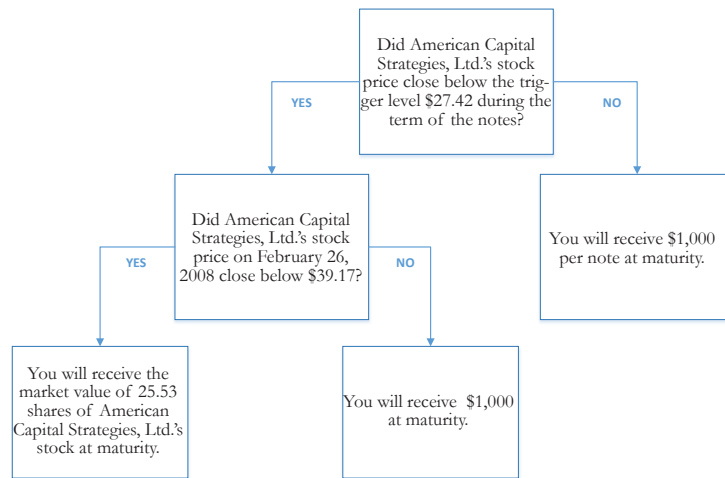 Did American Capital
Strategies, Ltd.'s stock
price close below the trig-
ger level $27.42 during the
term of the notes?
YES
NO
Did American Capital
Strategies, Ltd.'s stock
price on February 26,
2008 close below $39.17?
You will receive $1,000
per note at maturity.
YES
NO
You will receive the
market value of 25.53
shares of American
Capital Strategies, Ltd.'s
stock at maturity.
You will receive $1,000
at maturity.